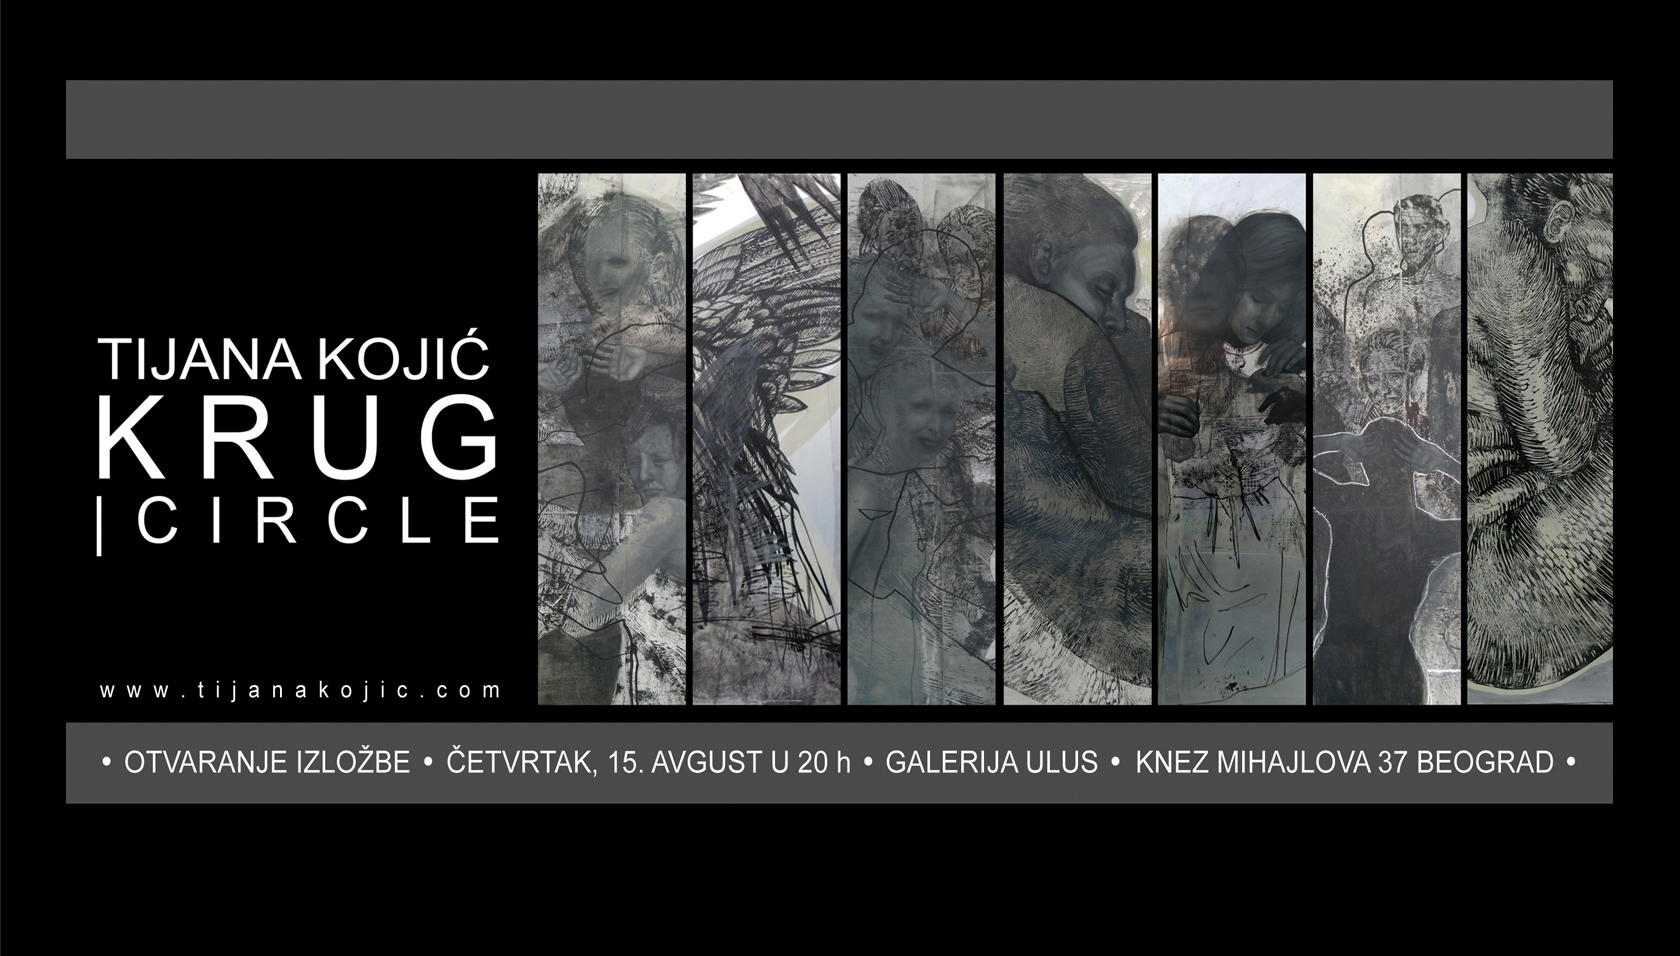 TIJANA KOJIĆ
KRUG
| CIRCLE
www.tijanakojic.com
• OTVARANJE IZLOŽBE • ČETVRTAK, 15. AVGUST U 20 h • GALERIJA ULUS • KNEZ MIHAJLOVA 37 BEOGRAD •